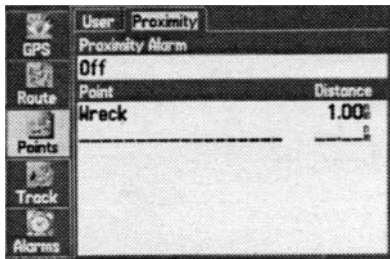 User Proximity
GPS
Proximity Alarm
Off
Route
Point Distance
Wreck 1.00
Points
Track
Alarms